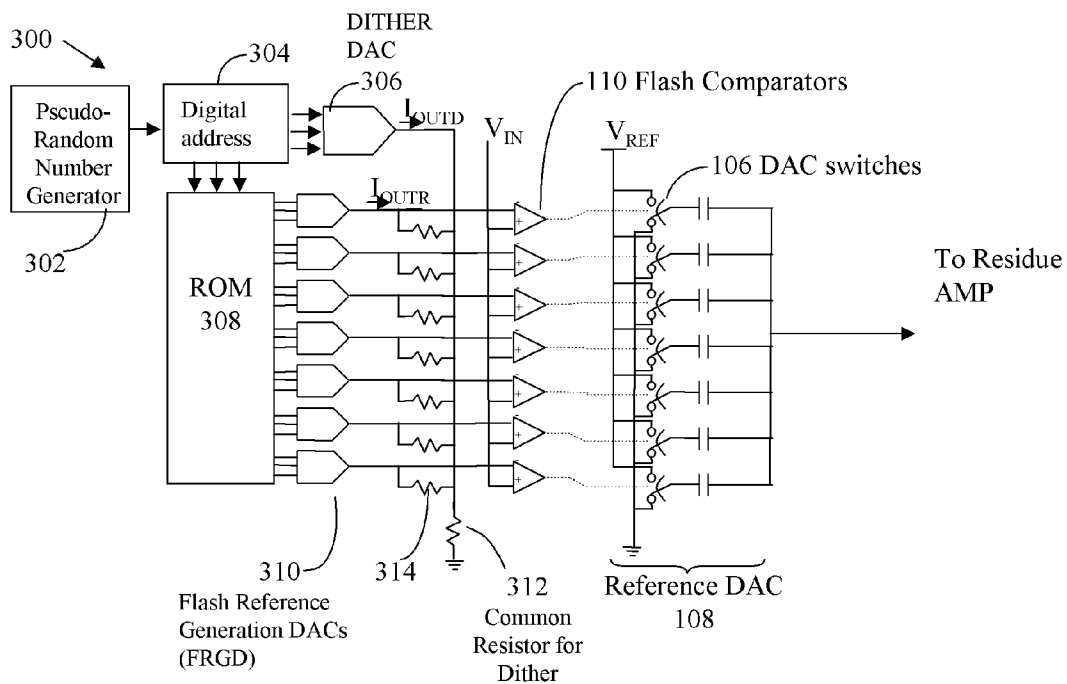 300
Pseudo-
Random
Number
Generator
302
304
Digital
address
DITHER
DAC
306
I OUTD
I OUTR
V IN
110 Flash Comparators
V REF
106 DAC switches
ROM
308
+
+
+
+
+
+
+
To Residue
AMP
310
Flash Reference
Generation DACs
(FRGD)
314
312
Common
Resistor for
Dither
Reference DAC
108